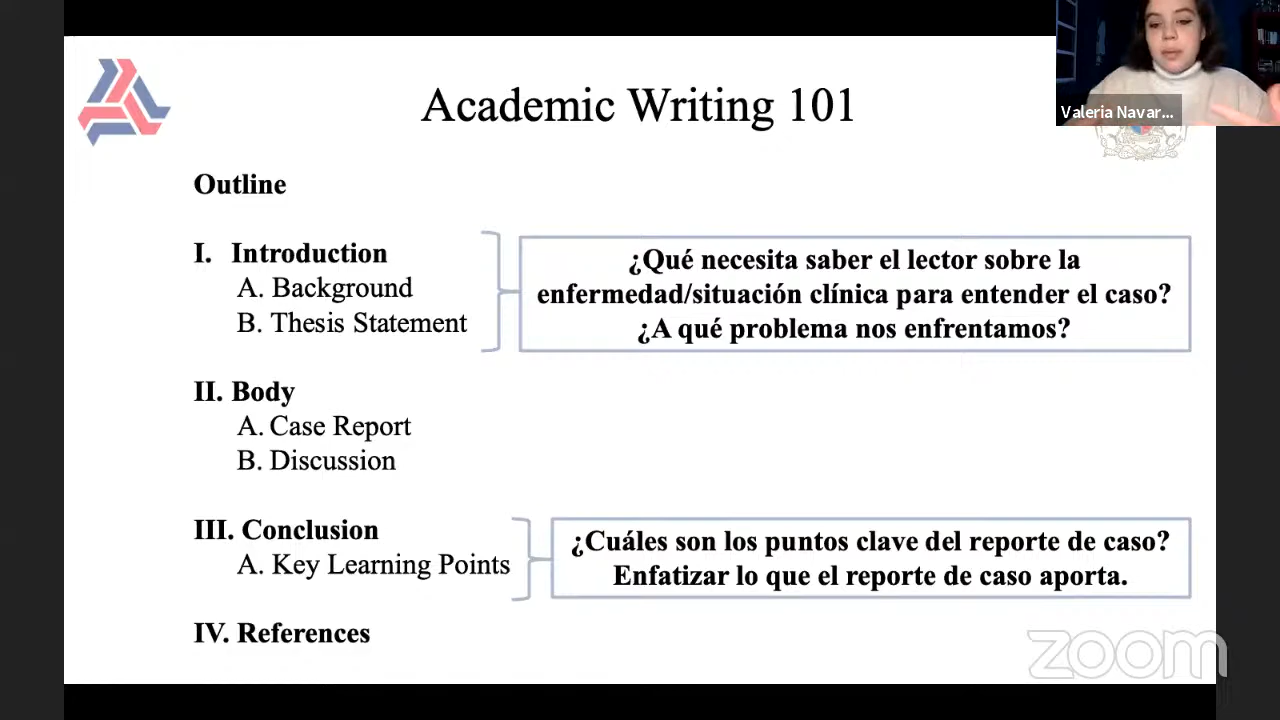 Academic Writing 101
Valeria Navar...
Outline
I. Introduction
A. Background
B. Thesis Statement
¿Qué necesita saber el lector sobre la
enfermedad/situación clínica para entender el caso?
¿A qué problema nos enfrentamos?
II. Body
A. Case Report
B. Discussion
III. Conclusion
A. Key Learning Points
¿Cuáles son los puntos clave del reporte de caso?
Enfatizar lo que el reporte de caso aporta.
IV. References
zoom